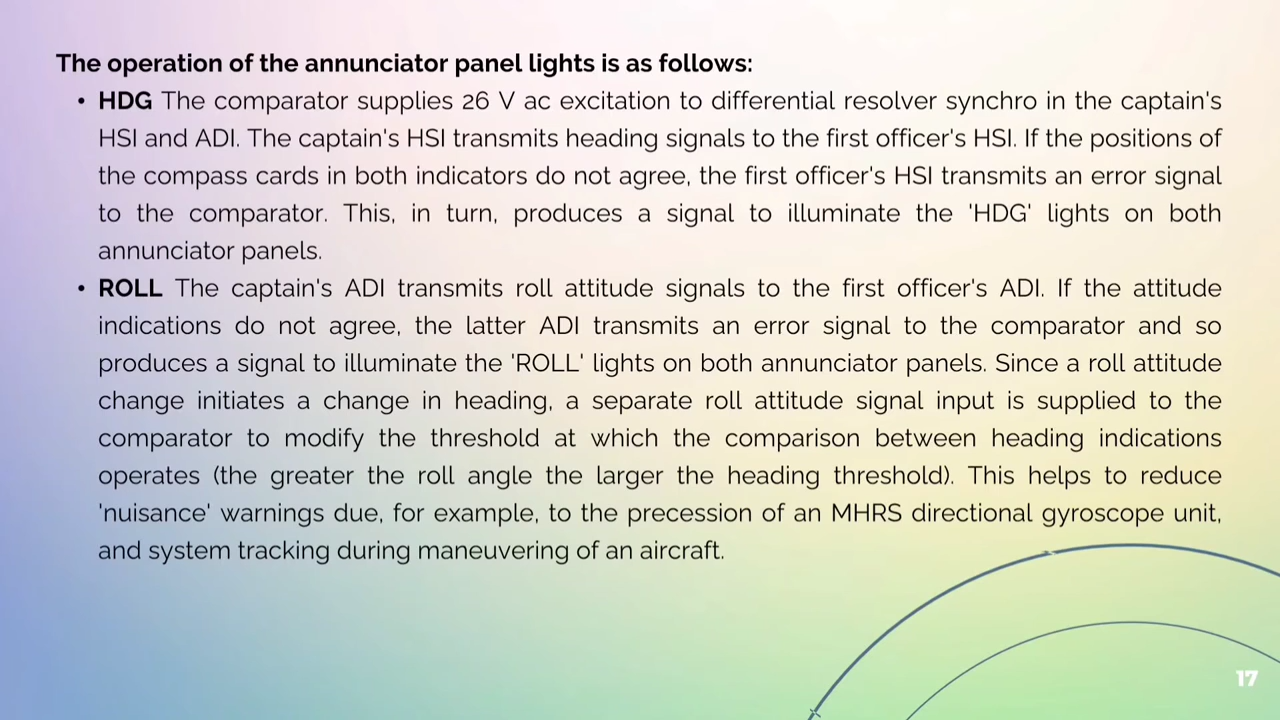 The operation of the annunciator panel lights is as follows:
• HDG The comparator supplies 26 V ac excitation to differential resolver synchro in the captain's
HSI and ADI. The captain's HSI transmits heading signals to the first officer's HSI. If the positions of
the compass cards in both indicators do not agree, the first officer's HSI transmits an error signal
to the comparator. This, in turn, produces a signal to illuminate the 'HDG' lights on both
annunciator panels.
• ROLL The captain's ADI transmits roll attitude signals to the first officer's ADI. If the attitude
indications do not agree, the latter ADI transmits an error signal to the comparator and so
produces a signal to illuminate the 'ROLL' lights on both annunciator panels. Since a roll attitude
change initiates a change in heading, a separate roll attitude signal input is supplied to the
comparator to modify the threshold at which the comparison between heading indications
operates (the greater the roll angle the larger the heading threshold). This helps to reduce
'nuisance' warnings due, for example, to the precession of an MHRS directional gyroscope unit,
and system tracking during maneuvering of an aircraft.
17